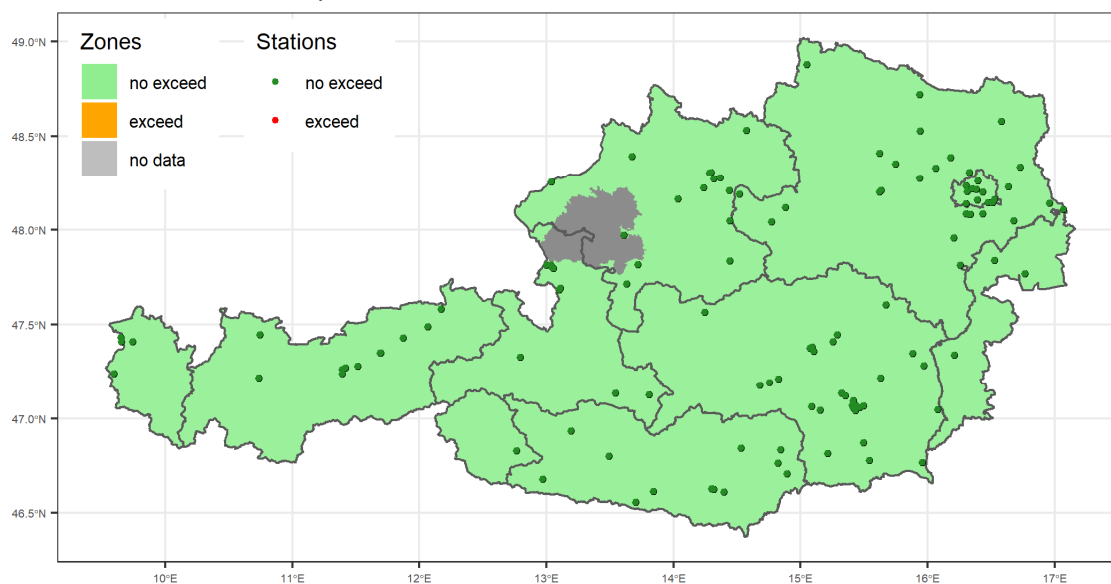 Zones
no exceed
exceed
no data
Stations
no exceed
exceed
49.0°N
48.5°N
48.0°N
47.5°N
47.0°N
46.5°N
10°E 11°E 12°E 13°E 14°E 15°E 16°E 17°E